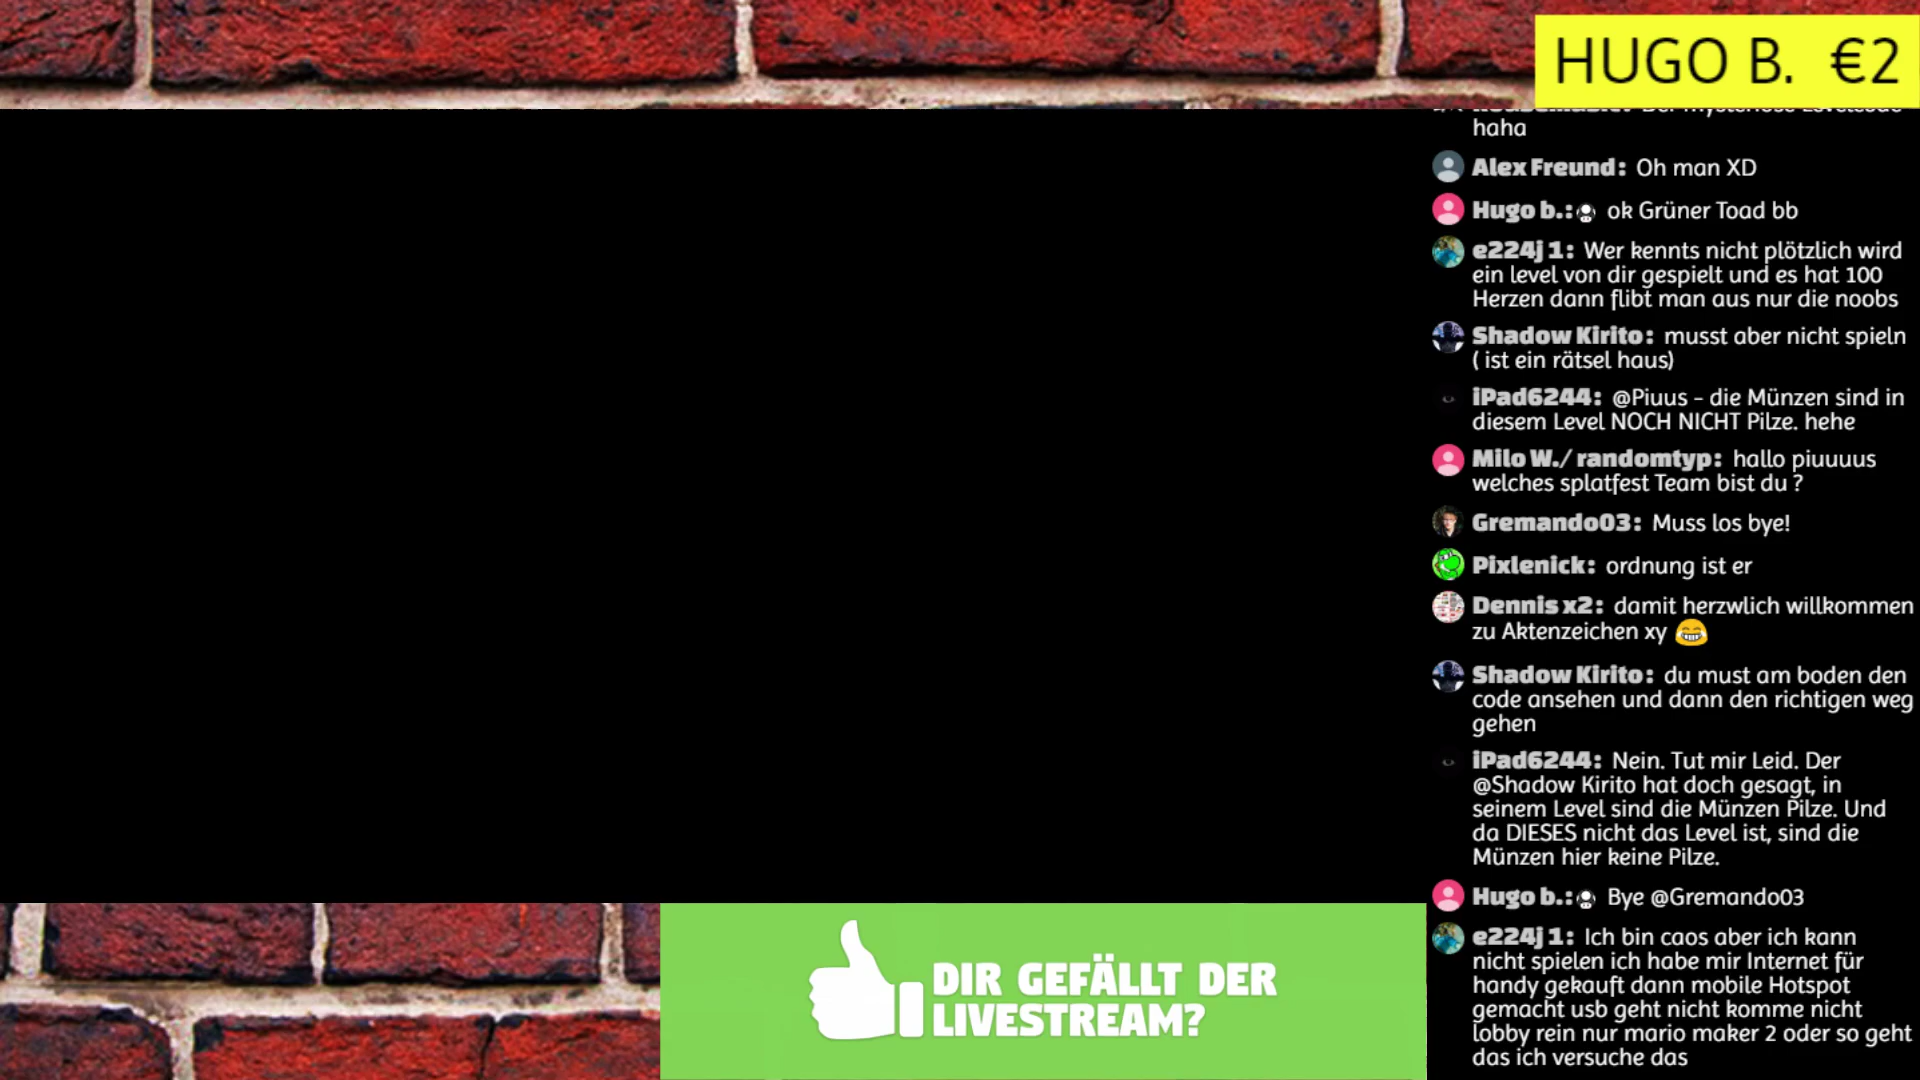 HUGO B. €2
haha
Alex Freund: Oh man XD
Hugo b.: ok Grüner Toad bb
e224j 1: Wer kennts nicht plötzlich wird
ein level von dir gespielt und es hat 100
Herzen dann flibt man aus nur die noobs
Shadow Kirito: musst aber nicht spieln
( ist ein rätsel haus)
iPad6244: @Piuus - die Münzen sind in
diesem Level NOCH NICHT Pilze. hehe
Milo W./ randomtyp: hallo piuuuus
welches splatfest Team bist du ?
Gremando03: Muss los bye!
Pixlenick: ordnung ist er
Dennis x2: damit herzwlich willkommen
zu Aktenzeichen xy
Shadow Kirito: du must am boden den
code ansehen und dann den richtigen weg
gehen
iPad6244: Nein. Tut mir Leid. Der
@Shadow Kirito hat doch gesagt, in
seinem Level sind die Münzen Pilze. Und
da DIESES nicht das Level ist, sind die
Münzen hier keine Pilze.
Hugo b.: Bye @Gremando03
e224j 1: Ich bin caos aber ich kann
nicht spielen ich habe mir Internet für
handy gekauft dann mobile Hotspot
gemacht usb geht nicht komme nicht
lobby rein nur mario maker 2 oder so geht
das ich versuche das
DIR GEFÄLLT DER
LIVESTREAM?